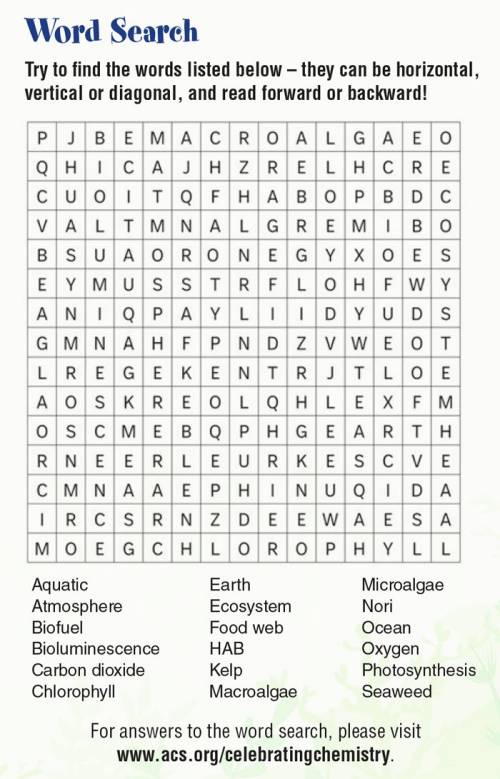 Word Search
Try to find the words listed below – they can be horizontal,
vertical or diagonal, and read forward or backward!
P J B E M A C R O A L G A E O
Q H I C A J H Z R E L H C R E
C U O I T Q F H A B O P B D C
V A L T M N A L G R E M I B O
B S U A O R O N E G Y X O E S
E Y M U S S T R F L O H F W Y
A N I Q P A Y L I I D Y U D S
G M N A H F P N D Z V W E O T
L R E G E K E N T R J T L O E
A O S K R E O L Q H L E X F M
O S C M E B Q P H G E A R T H
R N E E R L E U R K E S C V E
C M N A A E P H I N U Q I D A
I R C S R N Z D E E W A E S A
M O E G C H L O R O P H Y L L
Aquatic Earth Microalgae
Atmosphere Ecosystem Nori
Biofuel Food web Ocean
Bioluminescence HAB Oxygen
Carbon dioxide Kelp Photosynthesis
Chlorophyll Macroalgae Seaweed
For answers to the word search, please visit
www.acs.org/celebratingchemistry.